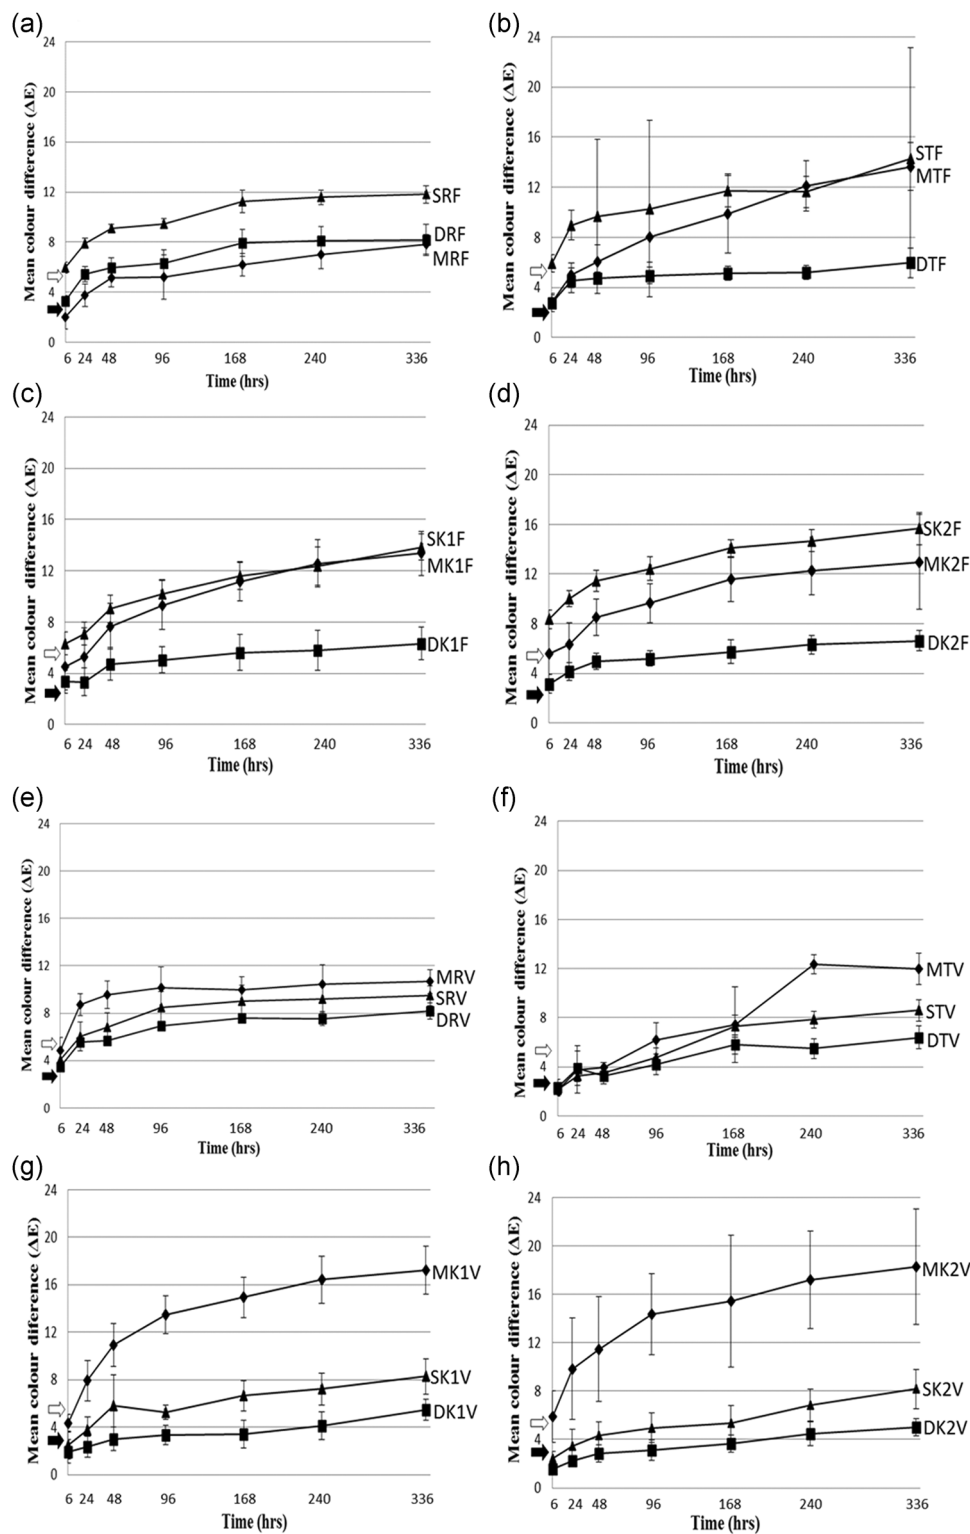 (a)
Mean colour difference (ΔE)
24
20
16
12
8
4
0
SRF
DRF
MRF
6 24 48 96 168 240 336
Time (hrs)
(b)
Mean colour difference (ΔE)
24
20
16
12
8
4
0
STF
MTF
DTF
6 24 48 96 168 240 336
Time (hrs)
(c)
Mean colour difference (ΔE)
24
20
16
12
8
4
0
SK1F
MK1F
DK1F
6 24 48 96 168 240 336
Time (hrs)
(d)
Mean colour difference (ΔE)
24
20
16
12
8
4
0
SK2F
MK2F
DK2F
6 24 48 96 168 240 336
Time (hrs)
(e)
Mean colour difference (ΔE)
24
20
16
12
8
4
0
MRV
SRV
DRV
6 24 48 96 168 240 336
Time (hrs)
(f)
Mean colour difference (ΔE)
24
20
16
12
8
4
0
MTV
STV
DTV
6 24 48 96 168 240 336
Time (hrs)
(g)
Mean colour difference (ΔE)
24
20
16
12
8
4
0
MK1V
SK1V
DK1V
6 24 48 96 168 240 336
Time (hrs)
(h)
Mean colour difference (ΔE)
24
20
16
12
8
4
0
MK2V
SK2V
DK2V
6 24 48 96 168 240 336
Time (hrs)